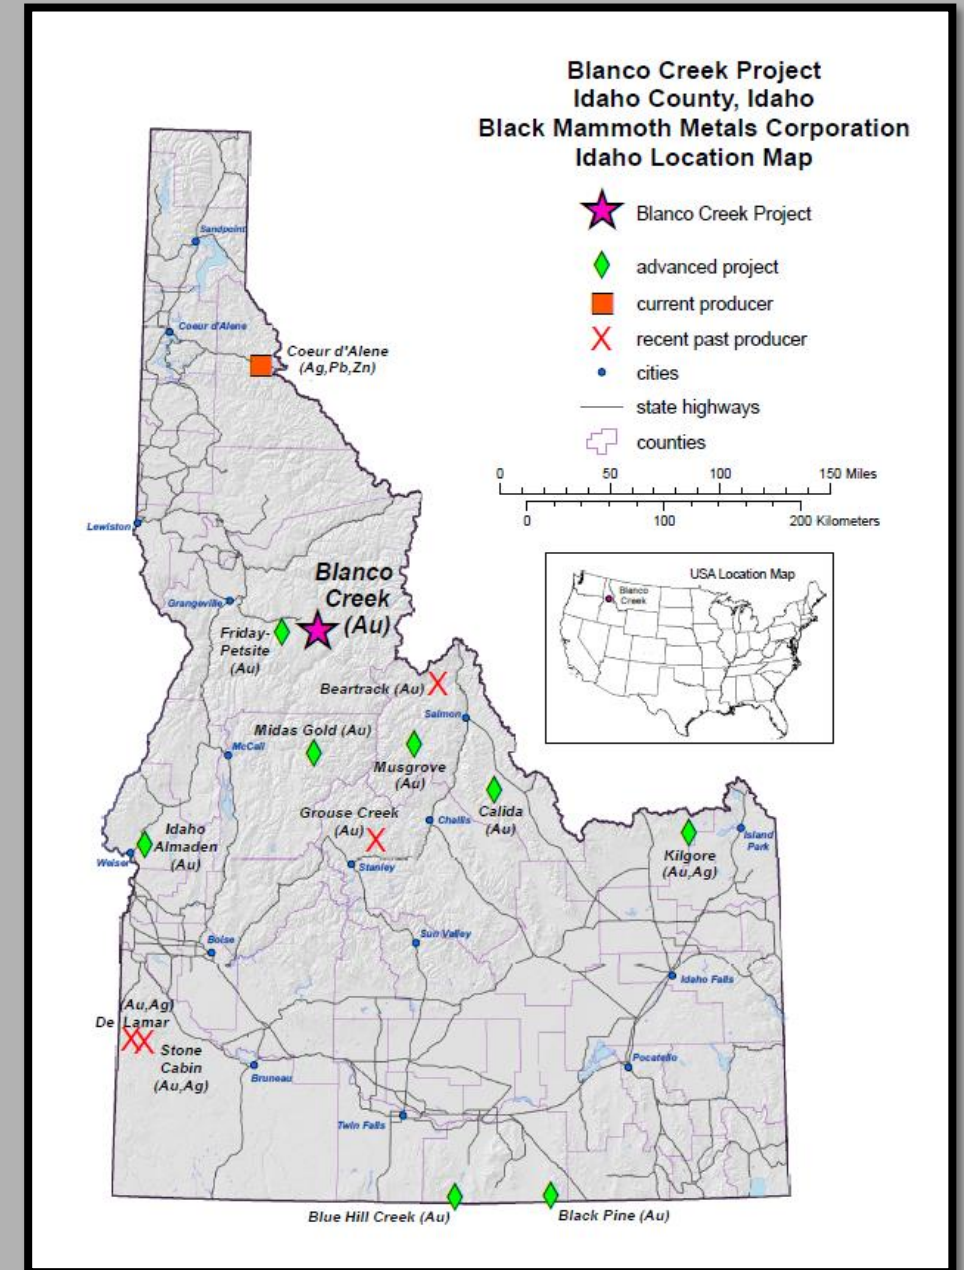 Blanco Creek Project
Idaho County, Idaho
Black Mammoth Metals Corporation
Idaho Location Map
Blanco Creek Project
advanced project
current producer
recent past producer
cities
state highways
counties
0 50 100 150 Miles
0 100 200 Kilometers
USA Location Map
Blanco
Creek
Sandpoint
Coeur d'Alene
Coeur d'Alene
(Ag,Pb,Zn)
Lewiston
Grangeville
Blanco
Creek
(Au)
Friday-
Petsite
(Au)
Beartrack (Au)
Salmon
Midas Gold (Au)
McCall
Musgrove
(Au)
Calida
(Au)
Grouse Creek
(Au)
Challis
Stanley
Idaho
Almaden
(Au)
Weiser
Kilgore
(Au,Ag)
Island
Park
Boise
Sun Valley
Idaho Falls
(Au,Ag)
De Lamar
Stone
Cabin
(Au,Ag)
Bruneau
Pocatello
Twin Falls
Blue Hill Creek (Au)
Black Pine (Au)